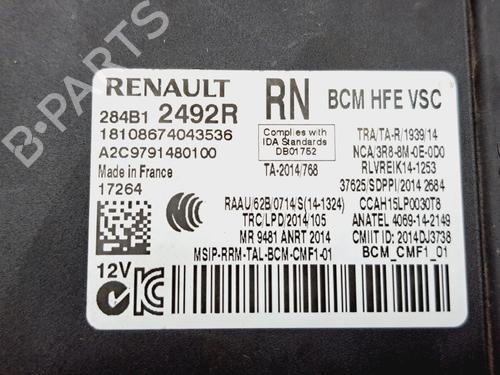 RENAULT
RN
BCM HFE VSC
284B1 2492R
18108674043536
A2C9791480100
Made in France
17264
Complies with
IDA Standards
DB01752
TA-2014/768
TRA/TA-R/1939/14
NCA/3R8-8M-0E-0D0
RLVREIK14-1253
37625/SDPPI/2014 2684
RAAU/62B/0714/S(14-1324)
CCAH15LP0030T8
TRC/LPD/2014/105
ANATEL 4069-14-2149
MR 9481 ANRT 2014
CMIIT ID: 2014DJ3738
MSIP-RRM-TAL-BCM-CMF1-01
BCM_CMF1_01
12V
B-PARTS